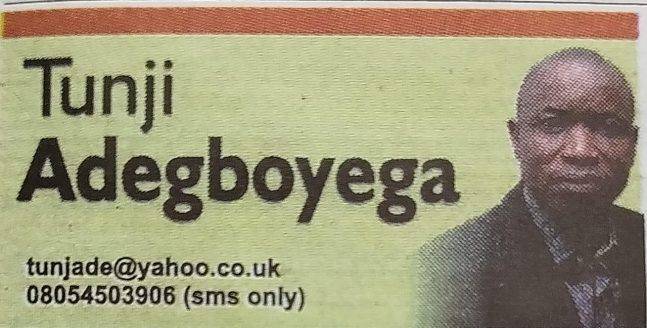 Tunji
Adegboyega
tunjade@yahoo.co.uk
08054503906 (sms only)